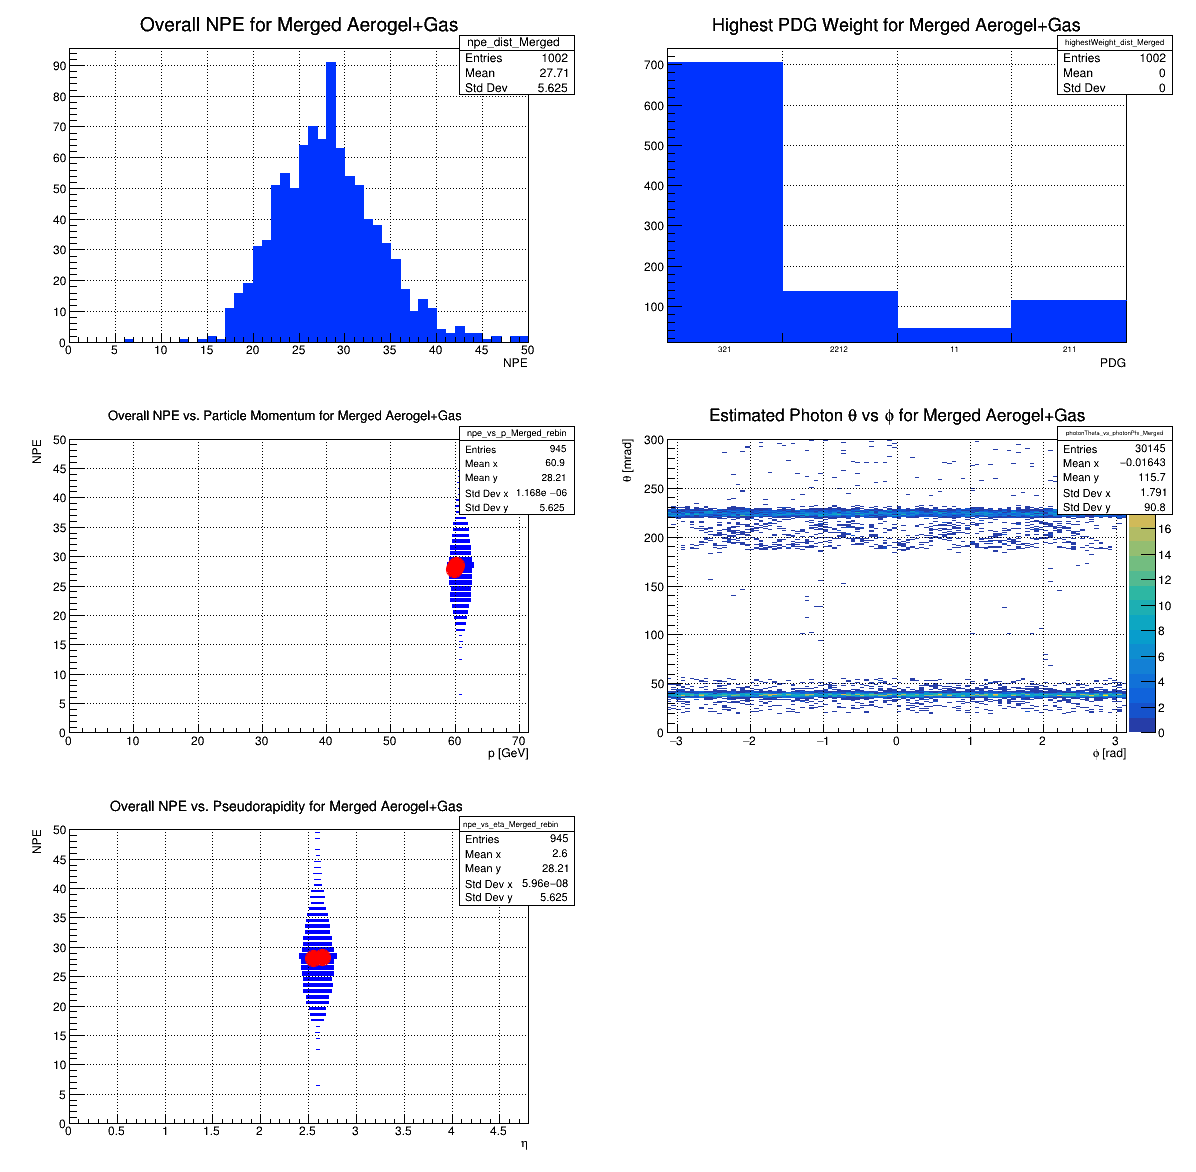 Overall NPE for Merged Aerogel+Gas
npe_dist_Merged
Entries 1002
Mean 27.71
Std Dev 5.625
90
80
70
60
50
40
30
20
10
0
0 5 10 15 20 25 30 35 40 45 50
NPE
Highest PDG Weight for Merged Aerogel+Gas
highestWeight_dist_Merged
Entries 1002
Mean 0
Std Dev 0
700
600
500
400
300
200
100
321 2212 11 211
PDG
Overall NPE vs. Particle Momentum for Merged Aerogel+Gas
NPE
npe_vs_p_Merged_rebin
Entries 945
Mean x 60.9
Mean y 28.21
Std Dev x 1.168e −06
Std Dev y 5.625
50
45
40
35
30
25
20
15
10
5
0
0 10 20 30 40 50 60 70
p [GeV]
Estimated Photon θ vs ϕ for Merged Aerogel+Gas
θ [mrad]
photonTheta_vs_photonPhi_Merged
Entries 30145
Mean x −0.01643
Mean y 115.7
Std Dev x 1.791
Std Dev y 90.8
300
250
200
150
100
50
0
−3 −2 −1 0 1 2 3
ϕ [rad]
16
14
12
10
8
6
4
2
0
Overall NPE vs. Pseudorapidity for Merged Aerogel+Gas
NPE
npe_vs_eta_Merged_rebin
Entries 945
Mean x 2.6
Mean y 28.21
Std Dev x 5.96e−08
Std Dev y 5.625
50
45
40
35
30
25
20
15
10
5
0
0 0.5 1 1.5 2 2.5 3 3.5 4 4.5
η